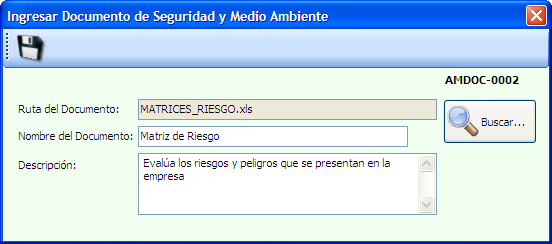 Ingresar Documento de Seguridad y Medio Ambiente
AMDOC-0002
Ruta del Documento: MATRICES_RIESGO.xls
Buscar...
Nombre del Documento: Matriz de Riesgo
Descripción: Evalúa los riesgos y peligros que se presentan en la
empresa